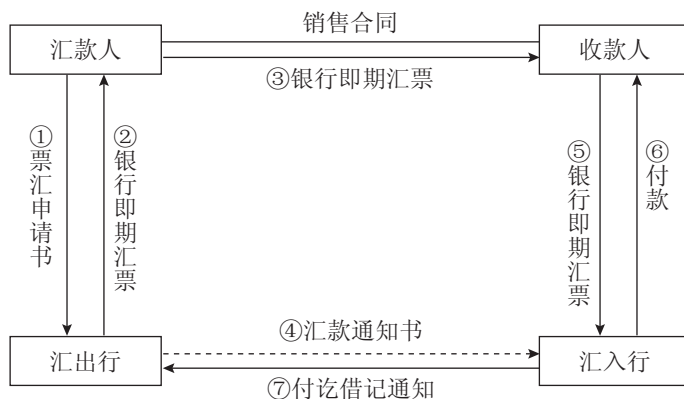 销售合同
汇款人
收款人
③银行即期汇票
①票汇申请书
②银行即期汇票
⑤银行即期汇票
⑥付款
④汇款通知书
汇出行
汇入行
⑦付讫借记通知